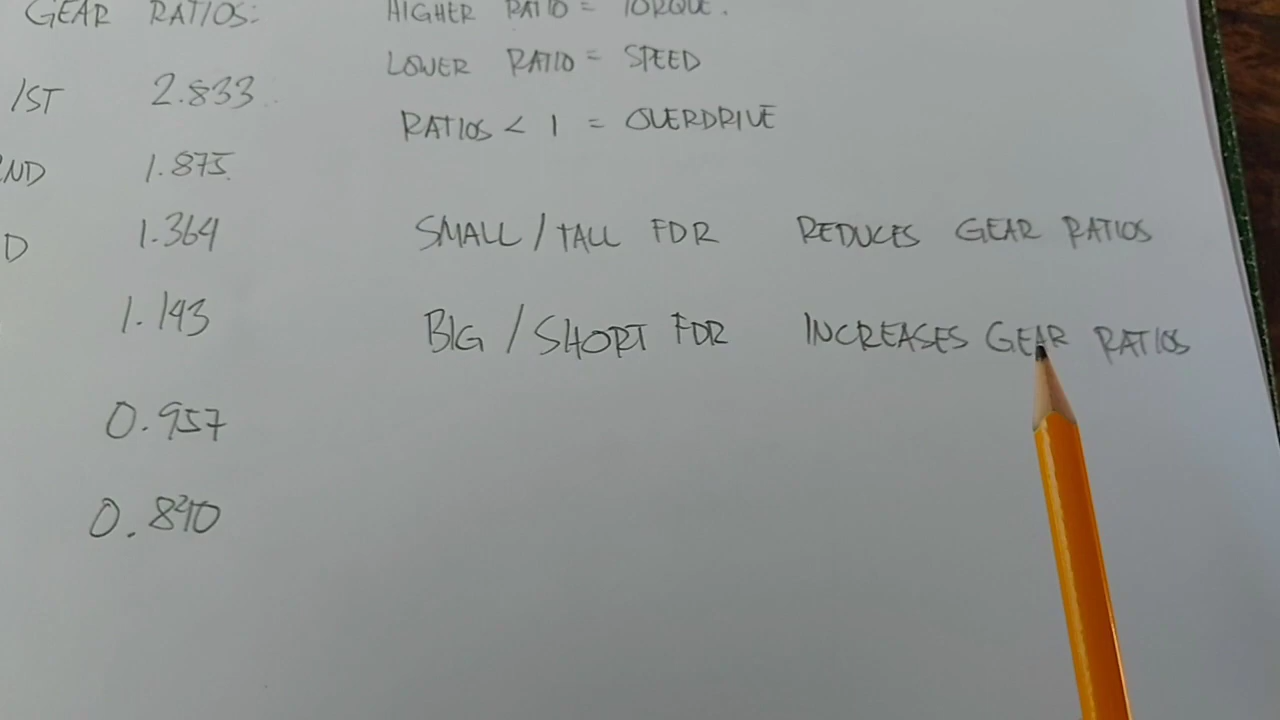 GEAR RATIOS:
1ST 2.833
ND 1.875
D 1.364
1.143
0.957
0.840
HIGHER RATIO = TORQUE.
LOWER RATIO = SPEED
RATIOS < 1 = OVERDRIVE
SMALL / TALL FDR REDUCES GEAR RATIOS
BIG / SHORT FDR INCREASES GEAR RATIOS